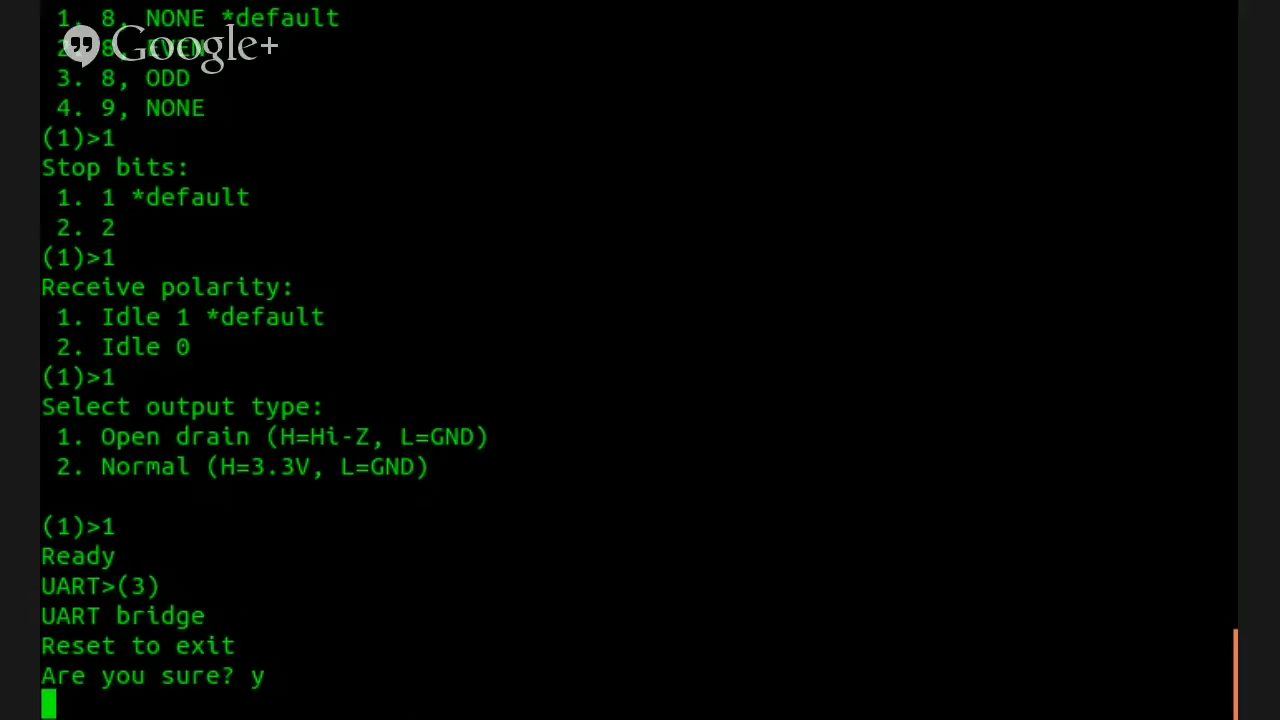 1. 8, NONE *default
Google+
2. 8, EVEN
3. 8, ODD
4. 9, NONE
(1)>1
Stop bits:
1. 1 *default
2. 2
(1)>1
Receive polarity:
1. Idle 1 *default
2. Idle 0
(1)>1
Select output type:
1. Open drain (H=Hi-Z, L=GND)
2. Normal (H=3.3V, L=GND)
(1)>1
Ready
UART>(3)
UART bridge
Reset to exit
Are you sure? y